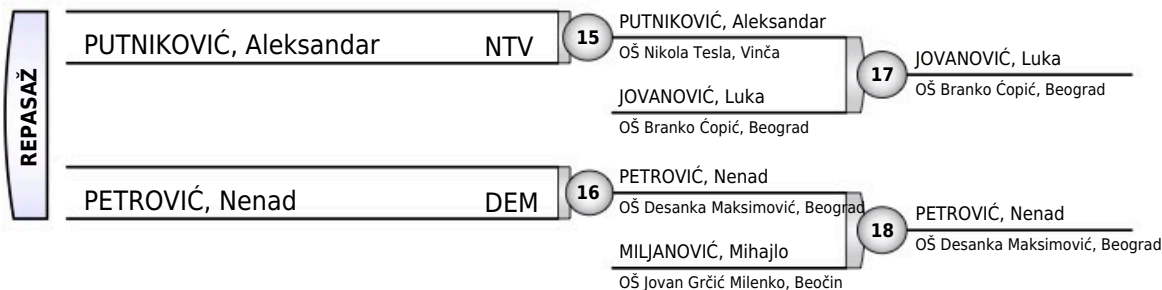 REPASAŽ
PUTNIKOVIĆ, Aleksandar NTV
15
PUTNIKOVIĆ, Aleksandar
OŠ Nikola Tesla, Vinča
JOVANOVIĆ, Luka
OŠ Branko Ćopić, Beograd
17
JOVANOVIĆ, Luka
OŠ Branko Ćopić, Beograd
PETROVIĆ, Nenad DEM
16
PETROVIĆ, Nenad
OŠ Desanka Maksimović, Beograd
MILJANOVIĆ, Mihajlo
OŠ Jovan Grčić Milenko, Beočin
18
PETROVIĆ, Nenad
OŠ Desanka Maksimović, Beograd